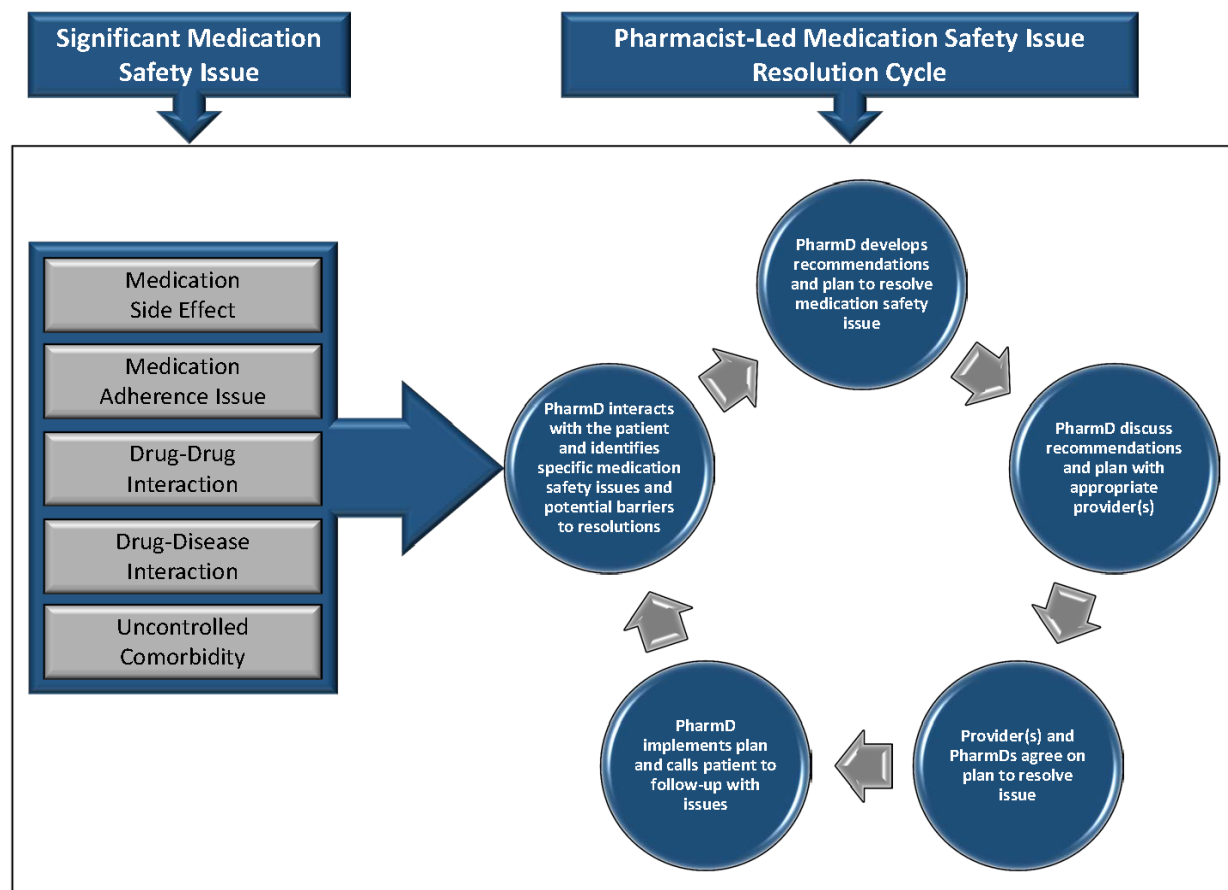 Significant Medication
Safety Issue
Pharmacist-Led Medication Safety Issue
Resolution Cycle
Medication
Side Effect
Medication
Adherence Issue
Drug-Drug
Interaction
Drug-Disease
Interaction
Uncontrolled
Comorbidity
PharmD interacts
with the patient
and identifies
specific medication
safety issues and
potential barriers
to resolutions
PharmD develops
recommendations
and plan to resolve
medication safety
issue
PharmD discuss
recommendations
and plan with
appropriate
provider(s)
Provider(s) and
PharmDs agree on
plan to resolve
issue
PharmD
implements plan
and calls patient to
follow-up with
issues